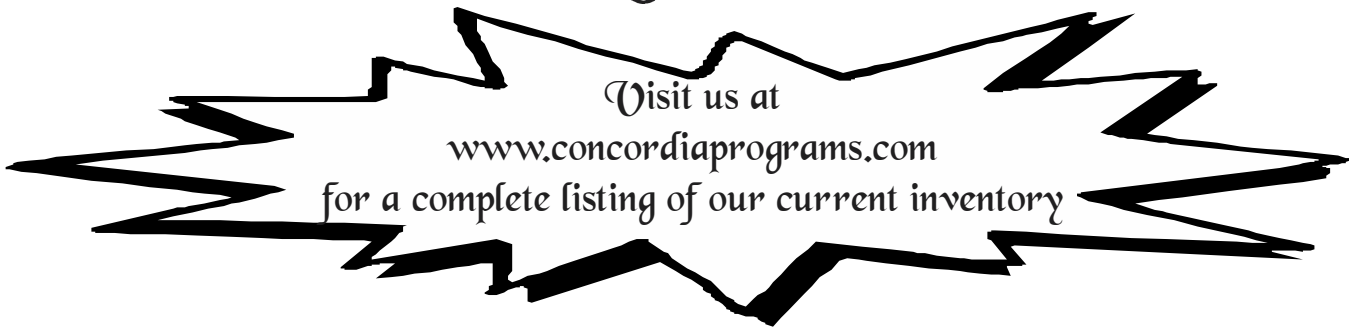 Visit us at
www.concordiaprograms.com
for a complete listing of our current inventory